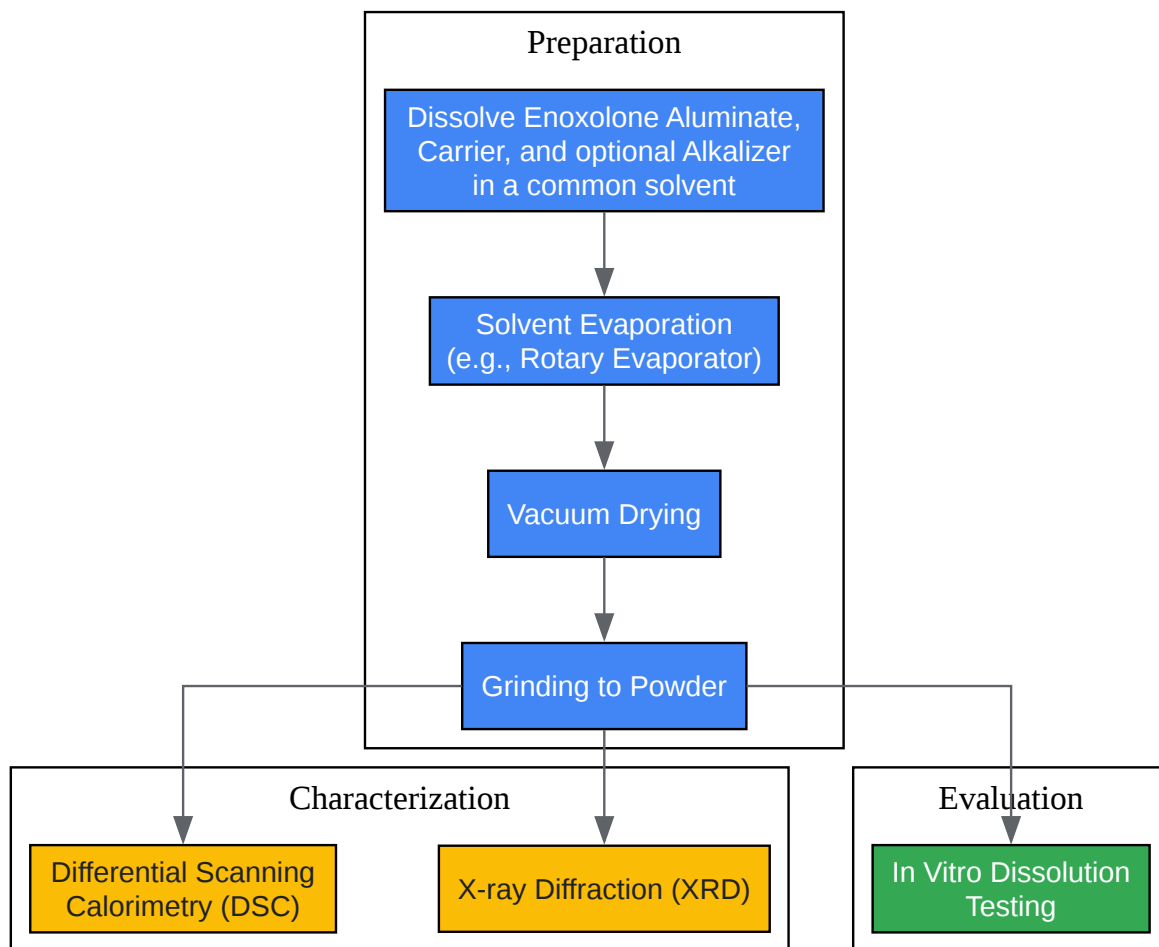 Preparation
Dissolve Enoxolone Aluminate,
Carrier, and optional Alkalizer
in a common solvent
Solvent Evaporation
(e.g., Rotary Evaporator)
Vacuum Drying
Grinding to Powder
Characterization
Differential Scanning
Calorimetry (DSC)
X-ray Diffraction (XRD)
Evaluation
In Vitro Dissolution
Testing